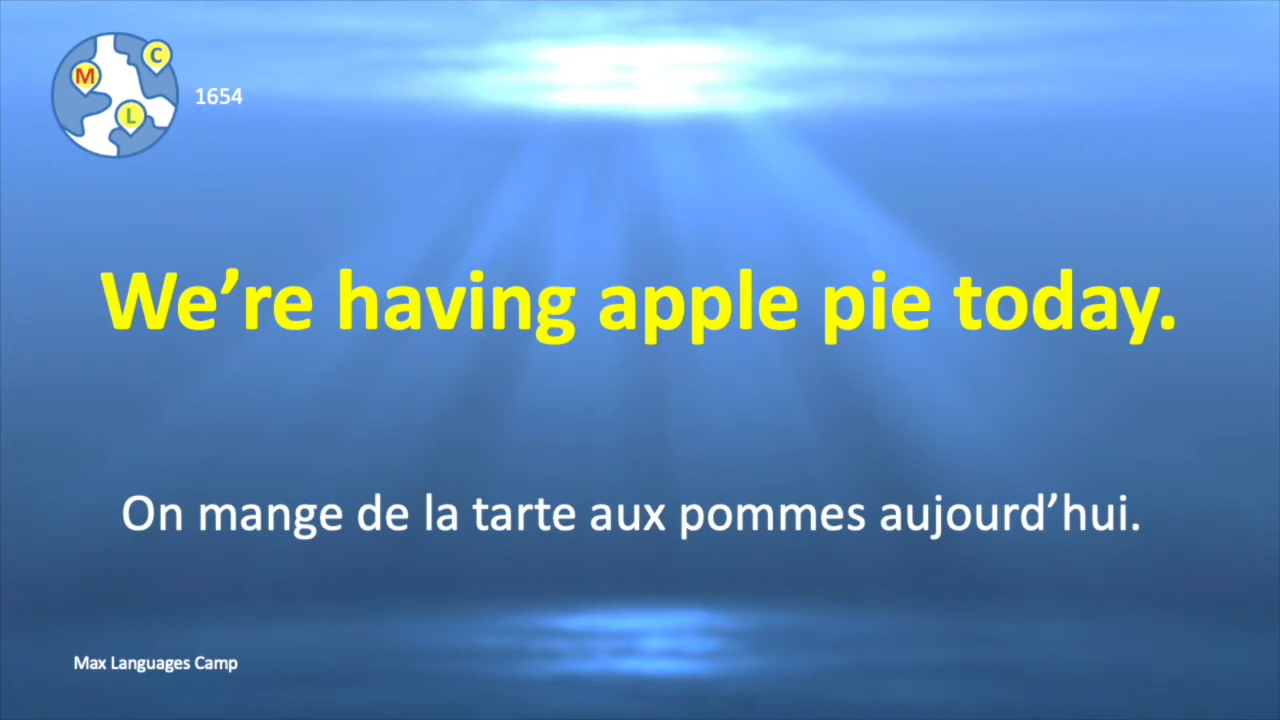 C
M
1654
L
We’re having apple pie today.
On mange de la tarte aux pommes aujourd’hui.
Max Languages Camp